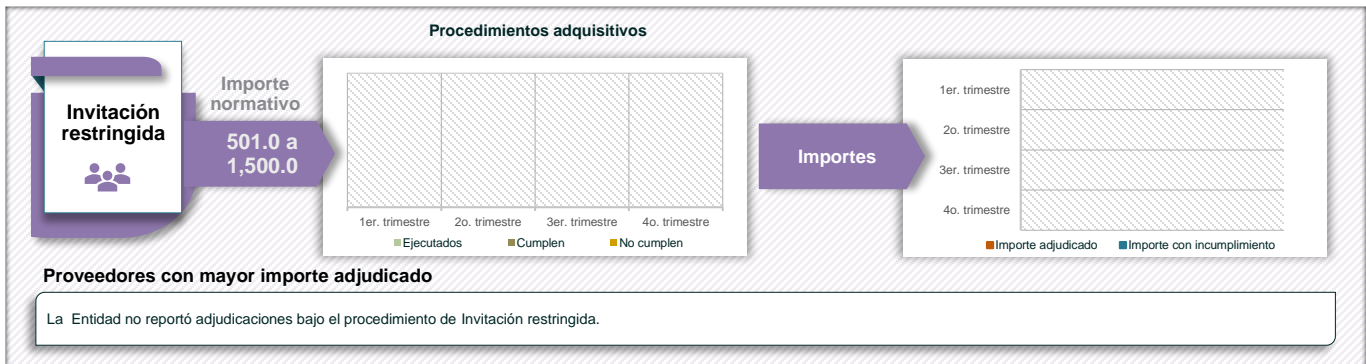 Procedimientos adquisitivos
Invitación
restringida
Importe
normativo
501.0 a
1,500.0
1er. trimestre
2o. trimestre
3er. trimestre
4o. trimestre
Ejecutados
Cumplen
No cumplen
Importes
1er. trimestre
2o. trimestre
3er. trimestre
4o. trimestre
Importe adjudicado
Importe con incumplimiento
Proveedores con mayor importe adjudicado
La Entidad no reportó adjudicaciones bajo el procedimiento de Invitación restringida.